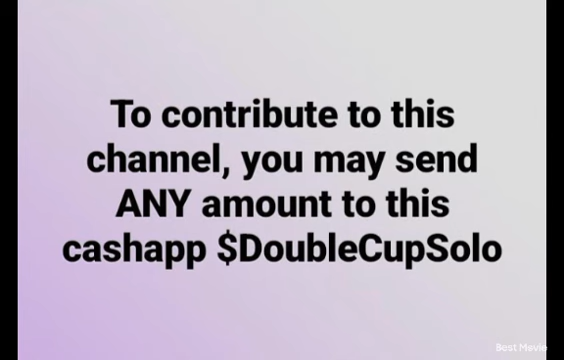 To contribute to this
channel, you may send
ANY amount to this
cashapp $DoubleCupSolo
Best Movie